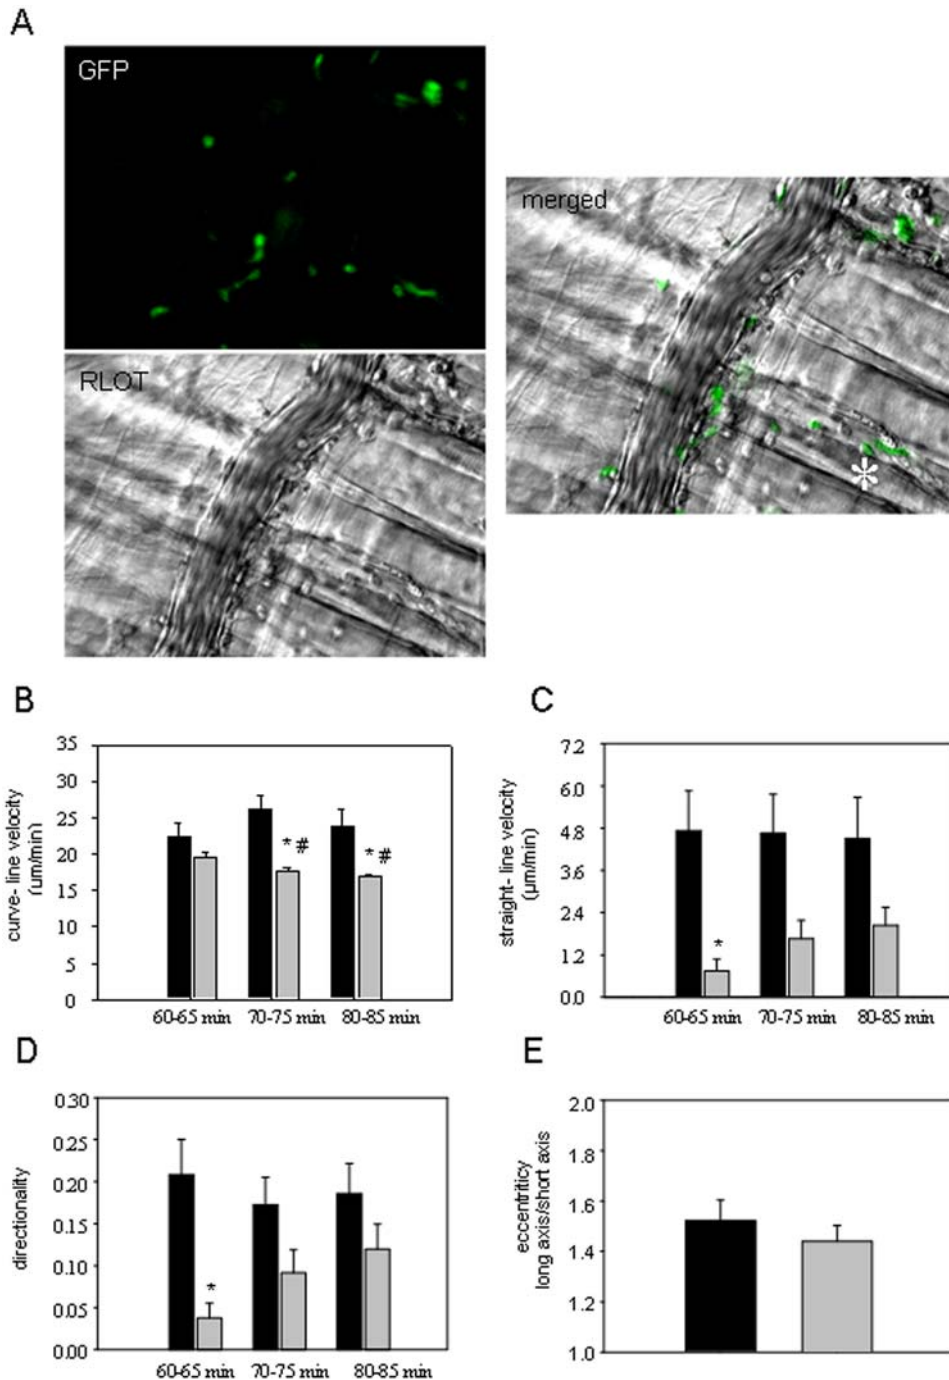 A
GFP
merged
RLOT
B
C
35
30
25
20
15
10
5
0
curve- line velocity
(µm/min)
* #
* #
60-65 min
70-75 min
80-85 min
7.2
6.0
4.8
3.6
2.4
1.2
0.0
straight- line velocity
(µm/min)
*
60-65 min
70-75 min
80-85 min
D
E
0.30
0.25
0.20
0.15
0.10
0.05
0.00
directionality
*
60-65 min
70-75 min
80-85 min
2.0
1.8
1.6
1.4
1.2
1.0
eccentriticy
long axis/short axis